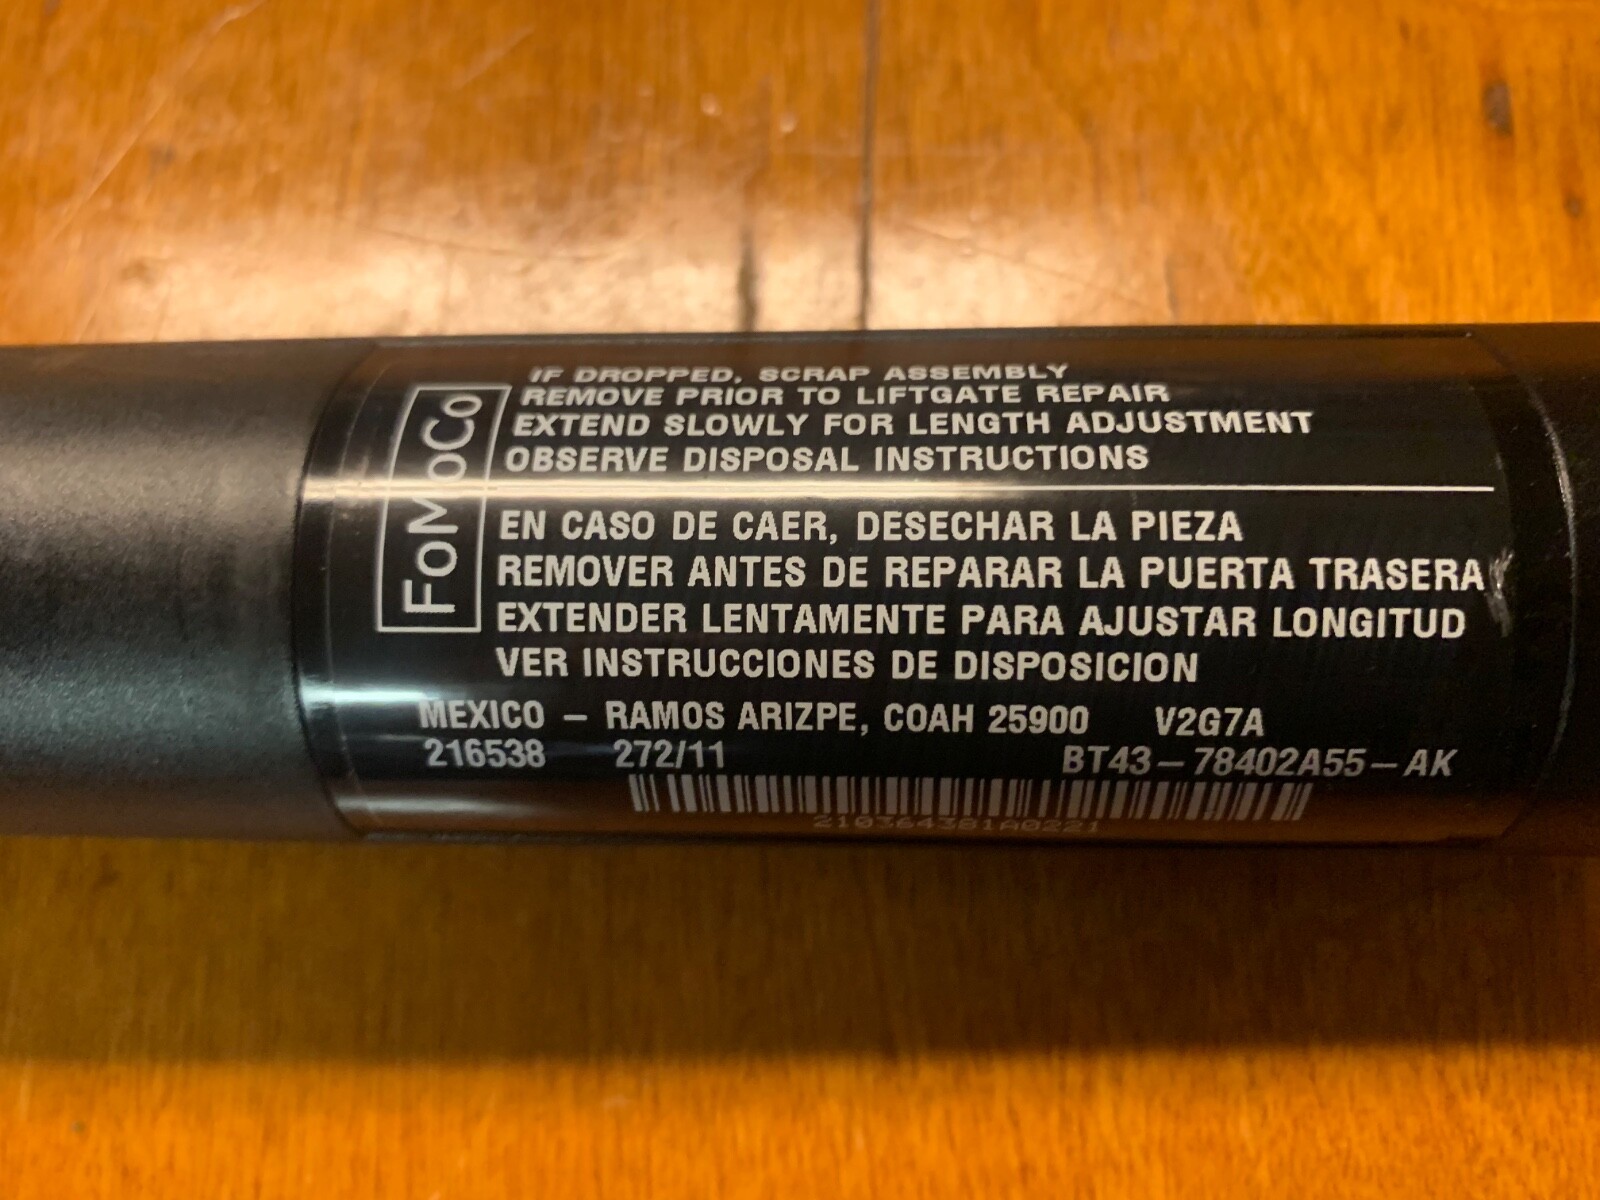 FoMoCo
IF DROPPED, SCRAP ASSEMBLY
REMOVE PRIOR TO LIFTGATE REPAIR
EXTEND SLOWLY FOR LENGTH ADJUSTMENT
OBSERVE DISPOSAL INSTRUCTIONS
EN CASO DE CAER, DESECHAR LA PIEZA
REMOVER ANTES DE REPARAR LA PUERTA TRASERA
EXTENDER LENTAMENTE PARA AJUSTAR LONGITUD
VER INSTRUCCIONES DE DISPOSICION
MEXICO – RAMOS ARIZPE, COAH 25900 V2G7A
216538 272/11 BT43–78402A55–AK
210364381A0221